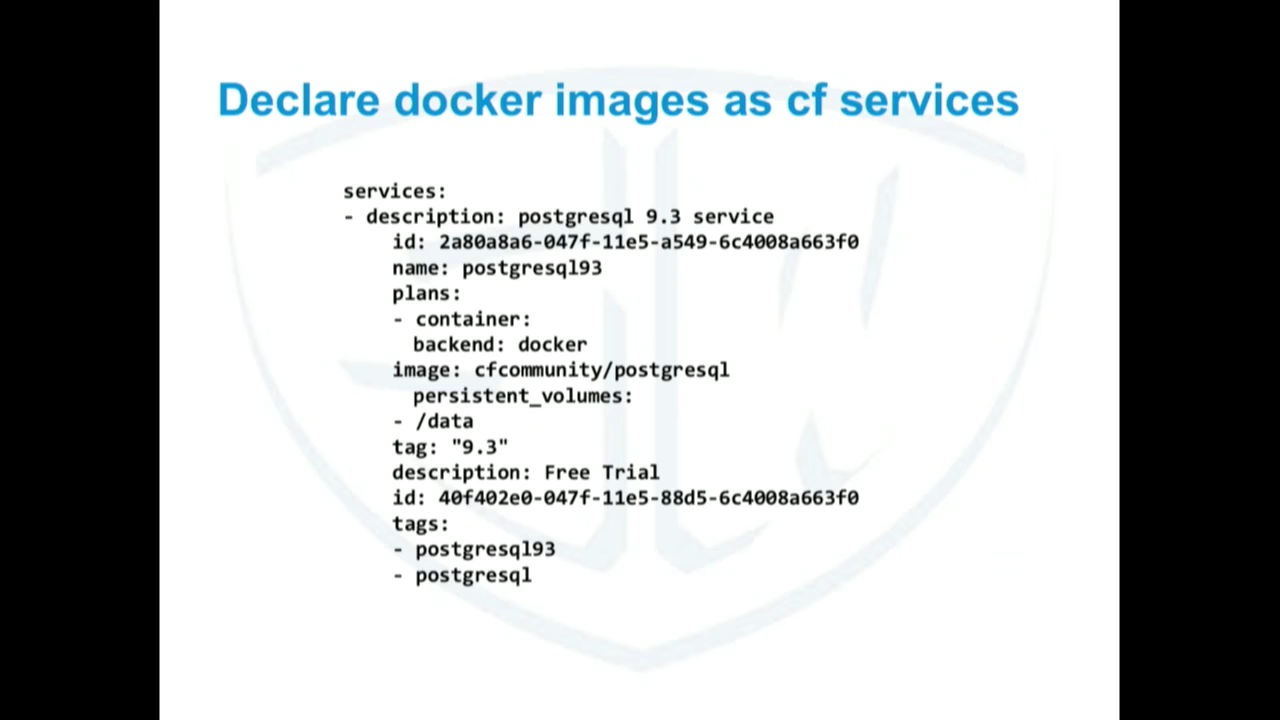 Declare docker images as cf services
services:
- description: postgresql 9.3 service
id: 2a80a8a6-047f-11e5-a549-6c4008a663f0
name: postgresql93
plans:
- container:
backend: docker
image: cfcommunity/postgresql
persistent_volumes:
- /data
tag: "9.3"
description: Free Trial
id: 40f402e0-047f-11e5-88d5-6c4008a663f0
tags:
- postgresql93
- postgresql